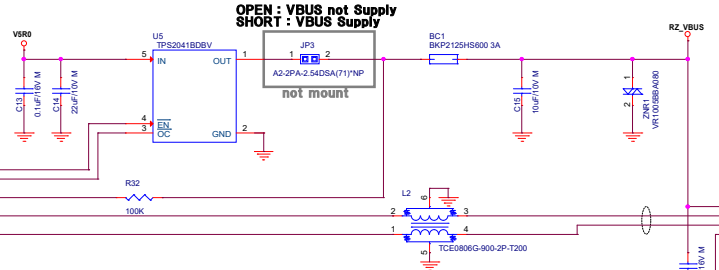 OPEN : VBUS not Supply
SHORT : VBUS Supply
V5R0
U5
TPS2041BDBV
JP3
BC1
BKP2125HS600 3A
RZ_VBUS
5
IN
OUT
1
1
2
A2-2PA-2.54DSA(71)*NP
not mount
C13
0.1uF/16V M
C14
22uF/10V M
4
EN
3
OC
GND
2
C15
10uF/10V M
1
2
ZNR1
VR1005BBA080
R32
100K
L2
6
2
3
1
4
5
TCE0806G-900-2P-T200
6V M